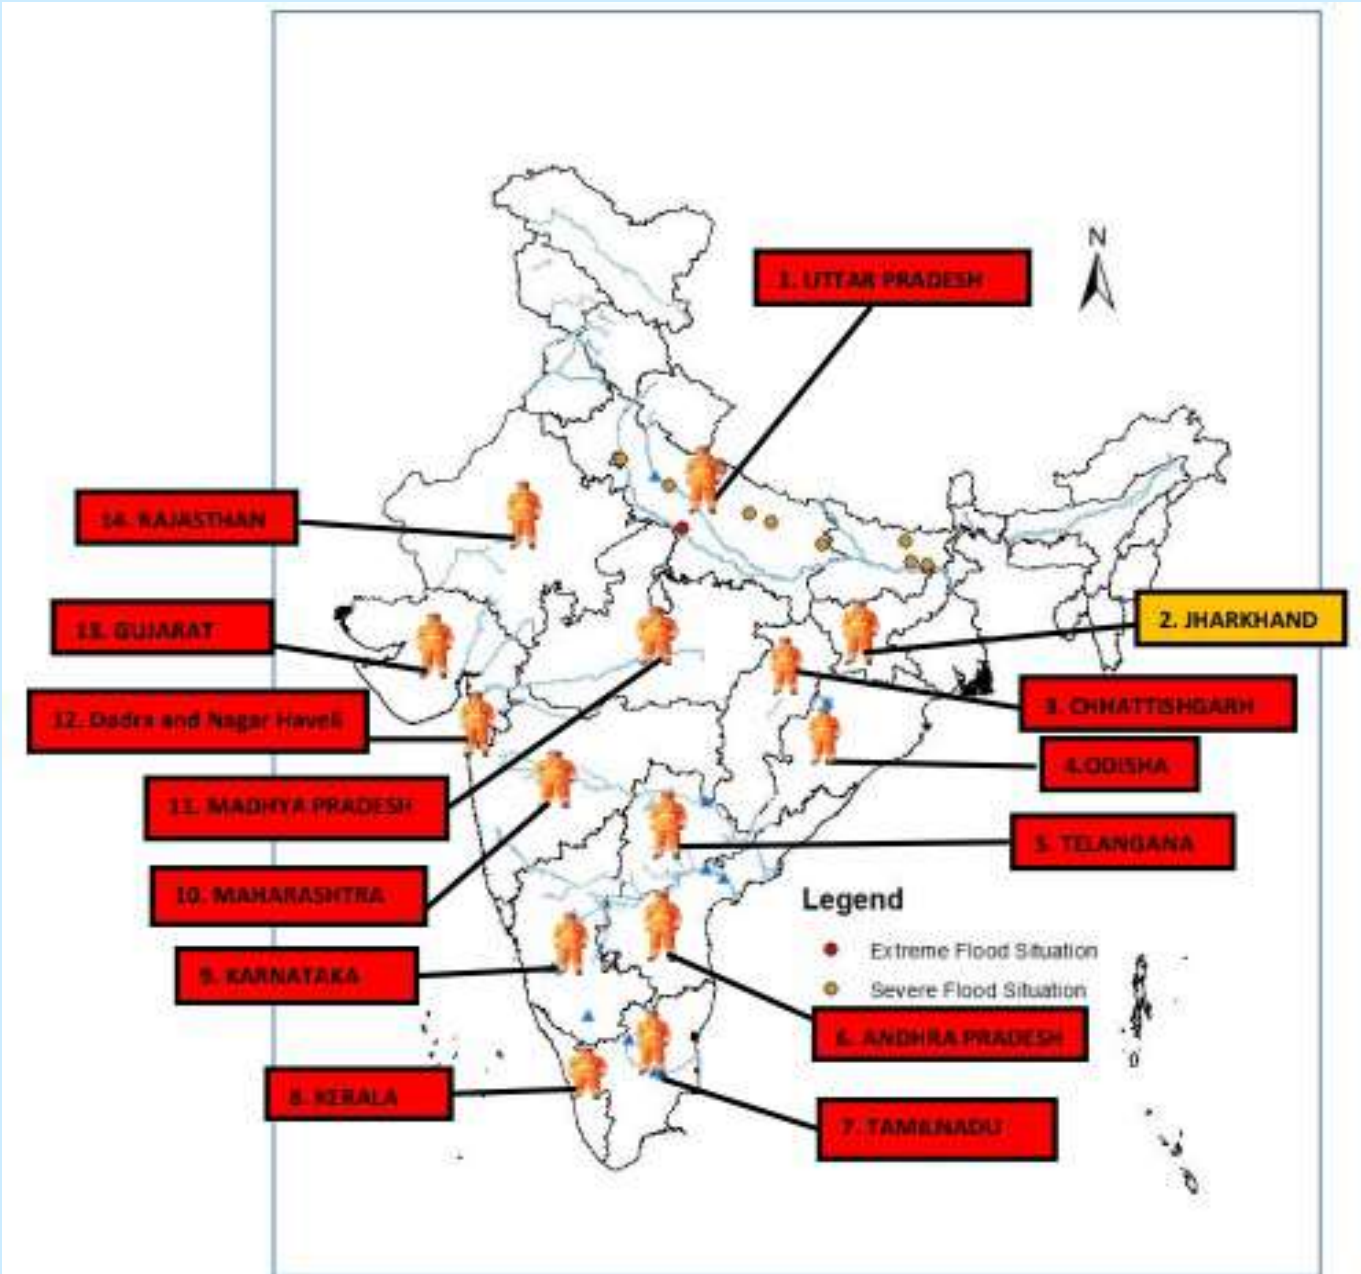 N
1. UTTAR PRADESH
14. RAJASTHAN
2. JHARKHAND
13. GUJARAT
3. CHHATTISHGARH
12. Dadra and Nagar Haveli
4.ODISHA
11. MADHYA PRADESH
5. TELANGANA
10. MAHARASHTRA
Legend
Extreme Flood Situation
9. KARNATAKA
Severe Flood Situation
6. ANDHRA PRADESH
8. KERALA
7. TAMILNADU